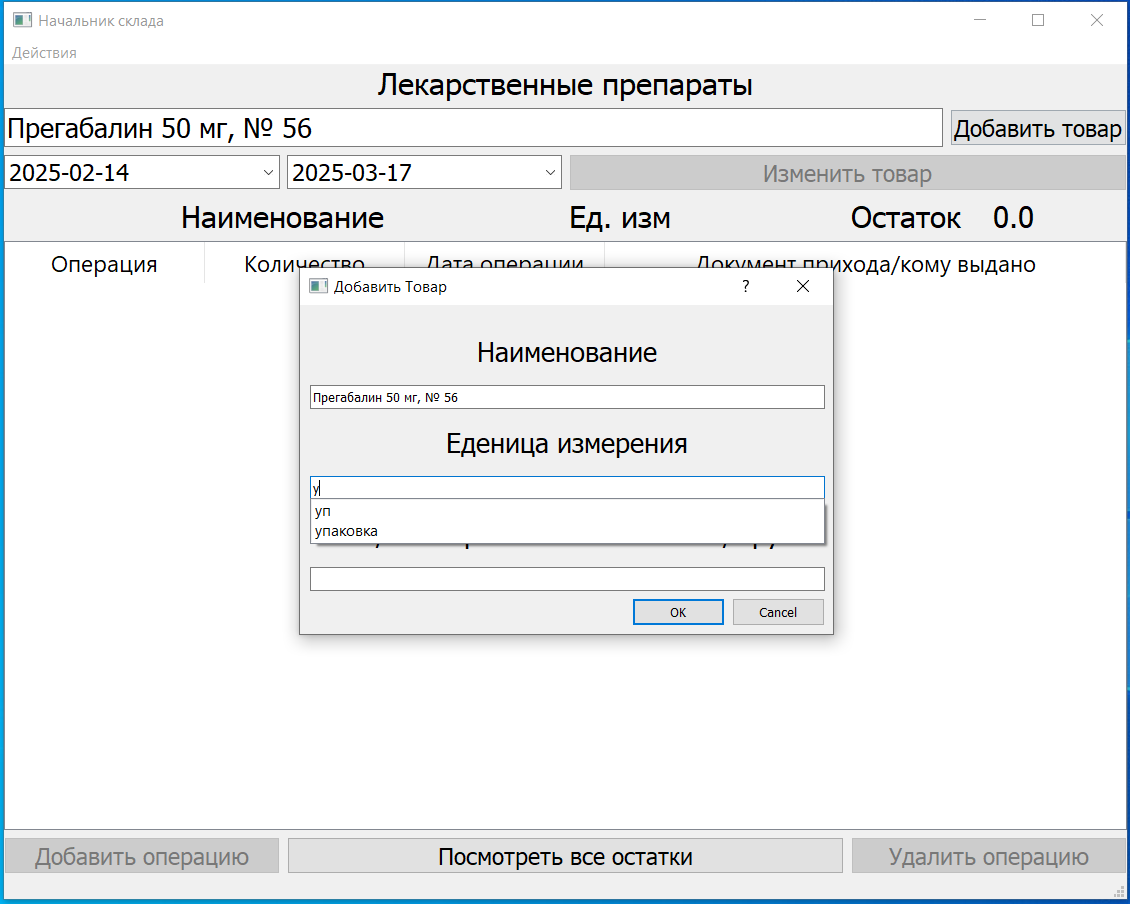 Начальник склада
Действия
Лекарственные препараты
Прегабалин 50 мг, № 56
Добавить товар
2025-02-14
2025-03-17
Изменить товар
Наименование
Ед. изм
Остаток 0.0
Операция
Количество
Дата операции
Документ прихода/кому выдано
Добавить Товар
?
Наименование
Прегабалин 50 мг, № 56
Еденица измерения
у
уп
упаковка
OK
Cancel
Добавить операцию
Посмотреть все остатки
Удалить операцию